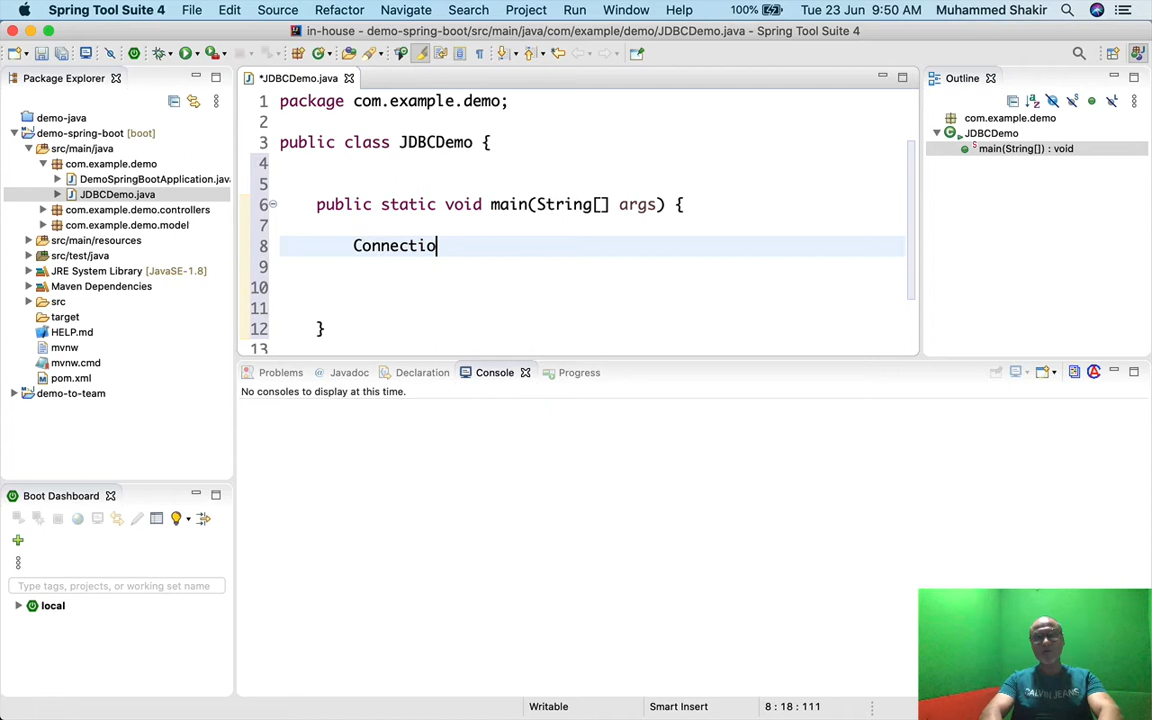 Spring Tool Suite 4 File Edit Source Refactor Navigate Search Project Run Window Help 100% Tue 23 Jun 9:50 AM Muhammed Shakir
in-house - demo-spring-boot/src/main/java/com/example/demo/JDBCDemo.java - Spring Tool Suite 4
Package Explorer
demo-java
demo-spring-boot [boot]
src/main/java
com.example.demo
DemoSpringBootApplication.jav
JDBCDemo.java
com.example.demo.controllers
com.example.demo.model
src/main/resources
src/test/java
JRE System Library [JavaSE-1.8]
Maven Dependencies
src
target
HELP.md
mvnw
mvnw.cmd
pom.xml
demo-to-team
*JDBCDemo.java
1 package com.example.demo;
2
3 public class JDBCDemo {
4
5
6 public static void main(String[] args) {
7
8 Connectio
9
10
11
12 }
13
Outline
com.example.demo
JDBCDemo
main(String[]) : void
Problems @ Javadoc Declaration Console Progress
No consoles to display at this time.
Boot Dashboard
Type tags, projects, or working set name
local
Writable Smart Insert 8 : 18 : 111
CALVIN JEANS